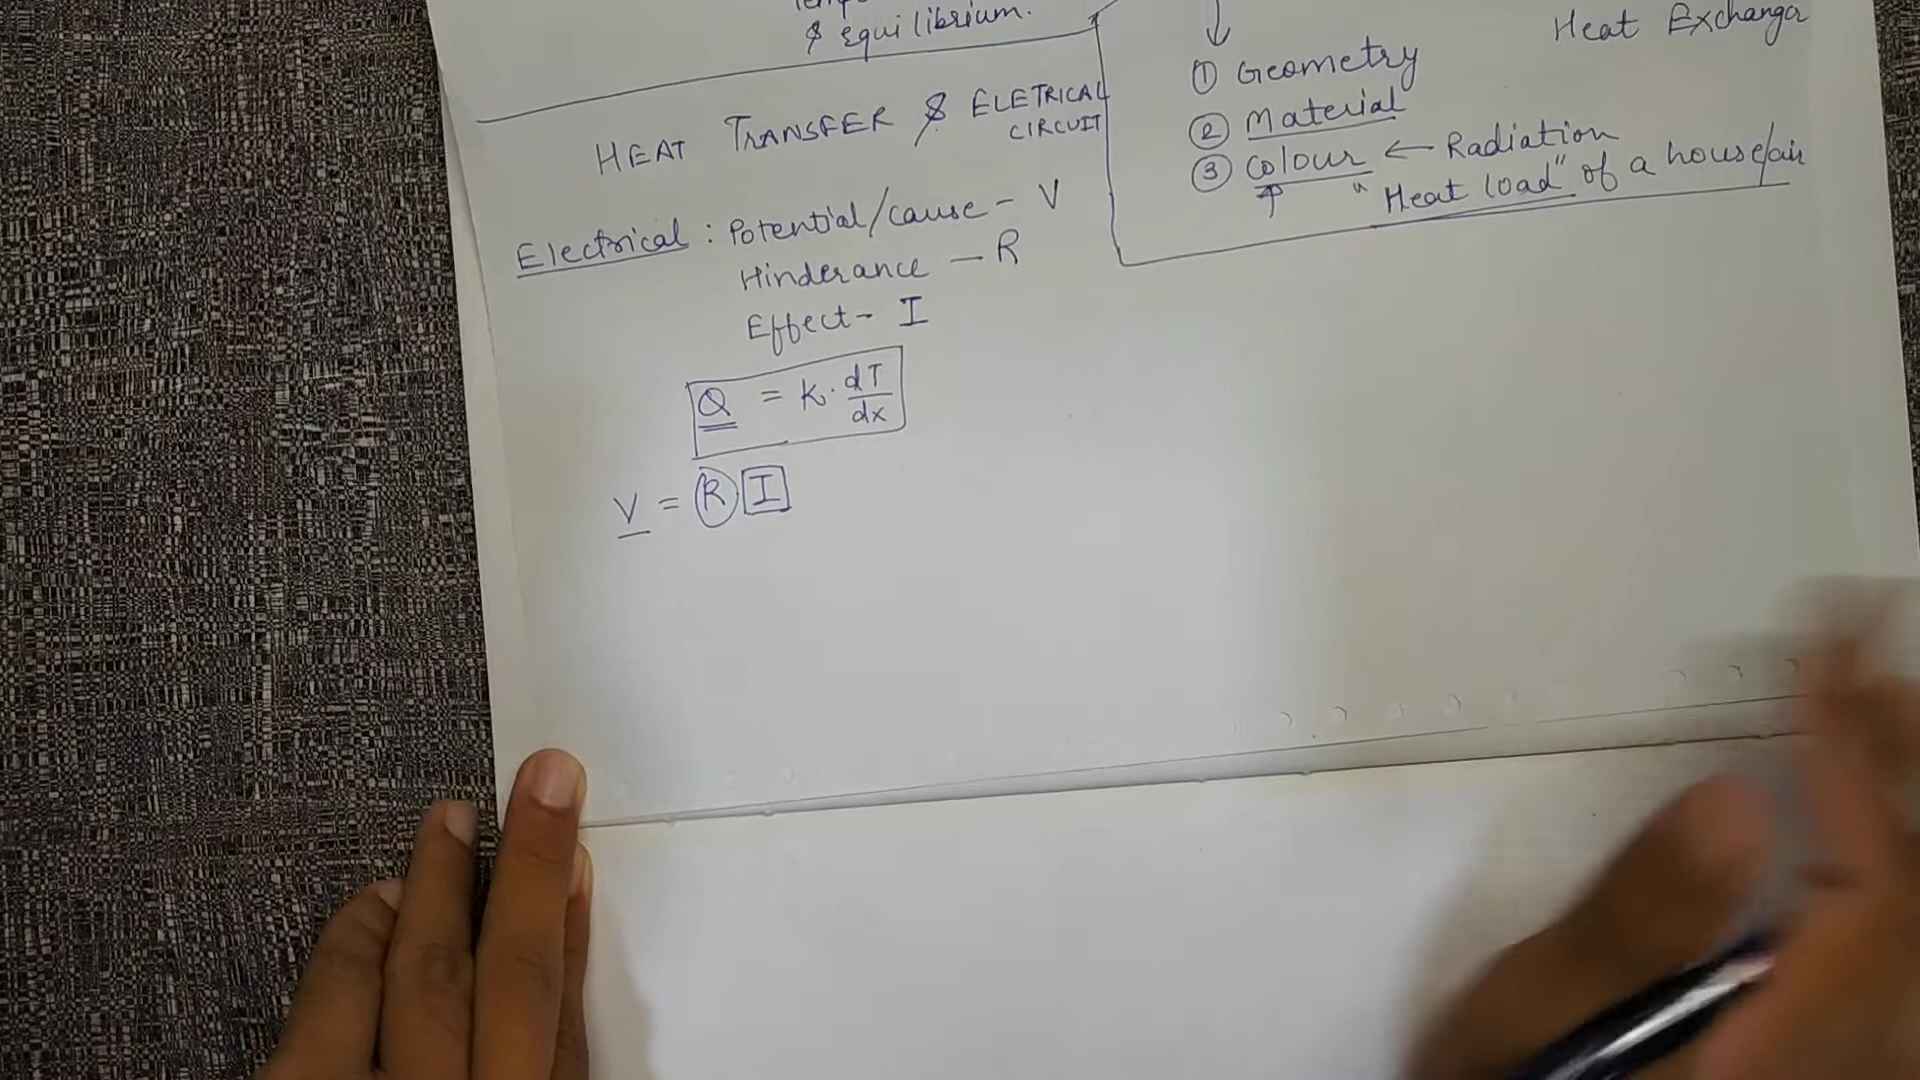 & equilibrium.
HEAT TRANSFER & ELETRICAL
CIRCUIT
Electrical : Potential/cause - V
Hinderance - R
Effect - I
Q = K · dT/dx
V = R I
Heat Exchanger
① Geometry
② Material
③ Colour ← Radiation
"Heat load" of a house/air